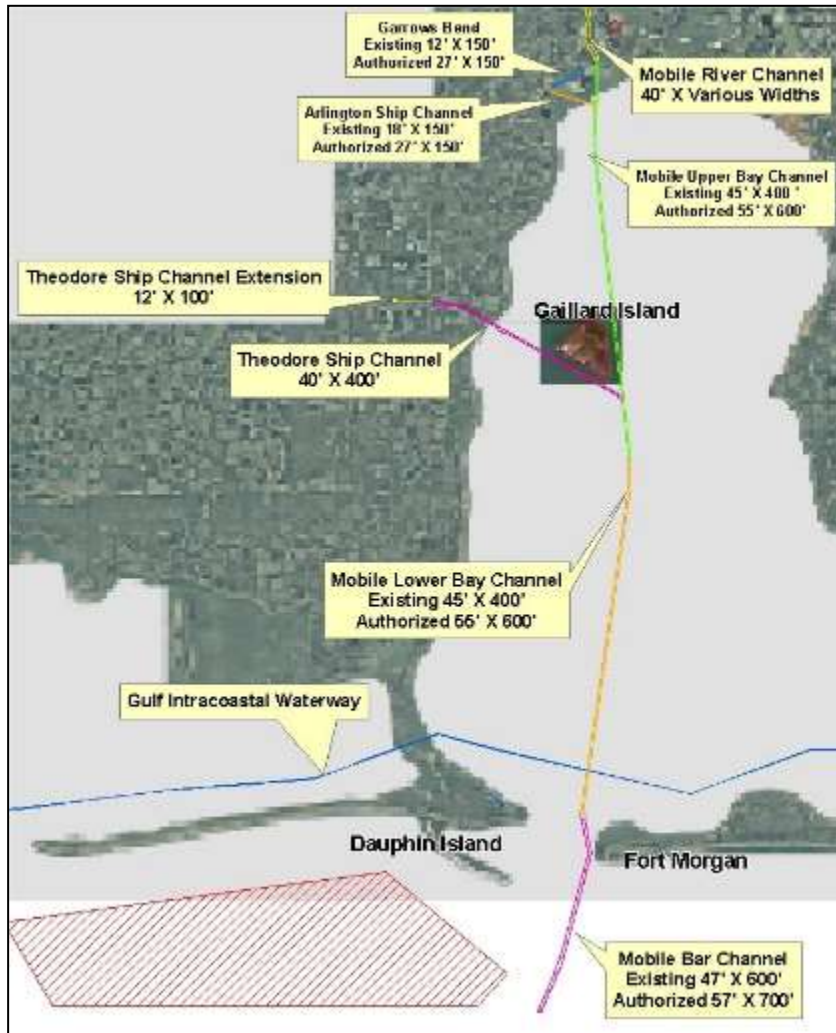 Garrows Bend
Existing 12' X 150'
Authorized 27' X 150'
Mobile River Channel
40' X Various Widths
Arlington Ship Channel
Existing 18' X 150'
Authorized 27' X 150'
Mobile Upper Bay Channel
Existing 45' X 400 '
Authorized 55' X 600'
Theodore Ship Channel Extension
12' X 100'
Gaillard Island
Theodore Ship Channel
40' X 400'
Mobile Lower Bay Channel
Existing 45' X 400'
Authorized 55' X 600'
Gulf Intracoastal Waterway
Dauphin Island
Fort Morgan
Mobile Bar Channel
Existing 47' X 600'
Authorized 57' X 700'